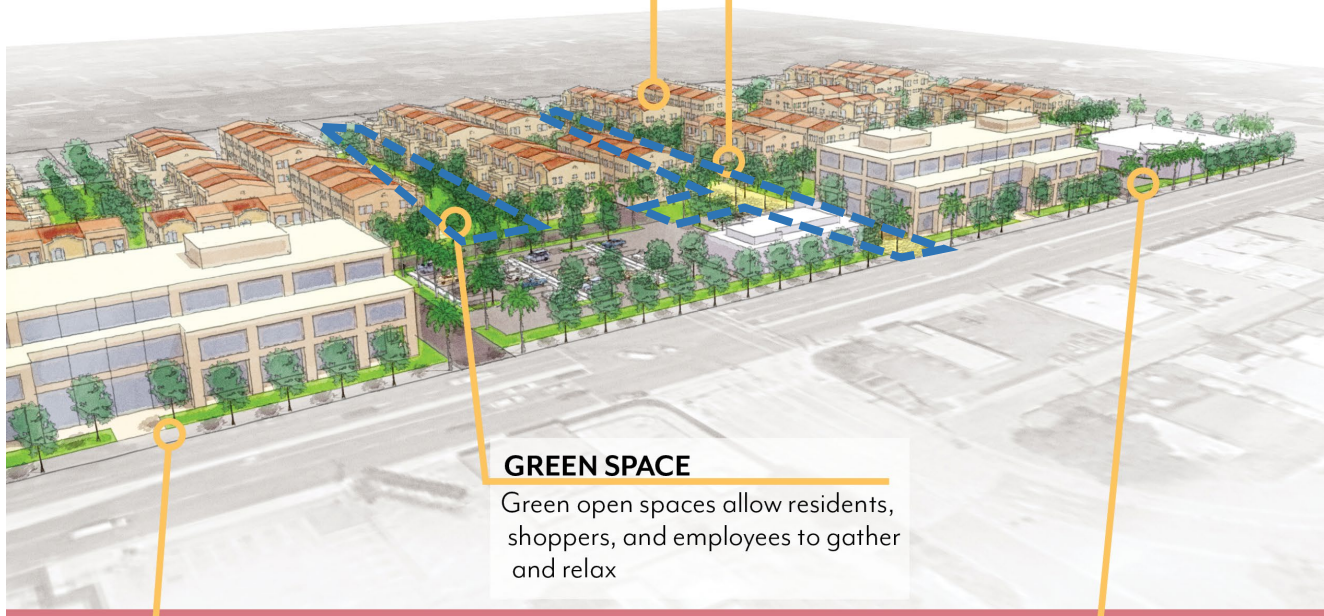 GREEN SPACE
Green open spaces allow residents,
shoppers, and employees to gather
and relax